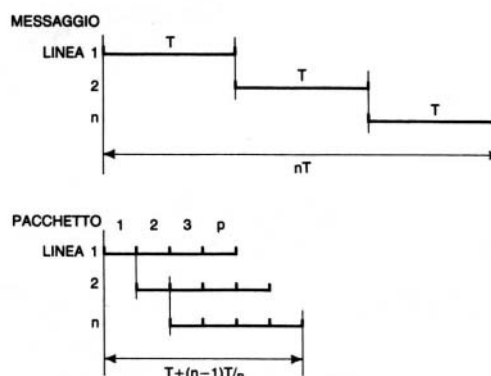 MESSAGGIO
LINEA 1 T
2 T
n T
nT
PACCHETTO
1 2 3 p
LINEA 1
2
n
T+(n−1)T/